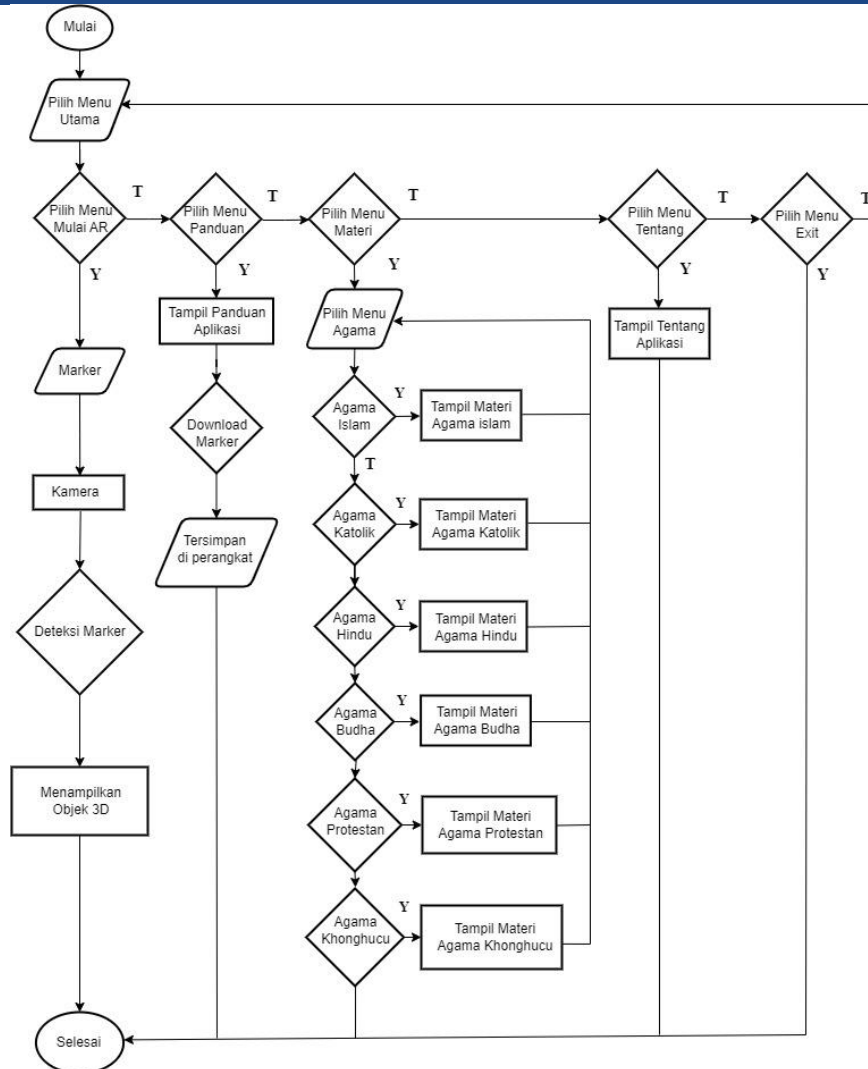 Mulai
Pilih Menu
Utama
Pilih Menu
Mulai AR
T
Y
Pilih Menu
Panduan
T
Y
Pilih Menu
Materi
T
Y
Pilih Menu
Tentang
T
Y
Pilih Menu
Exit
T
Y
Marker
Kamera
Deteksi Marker
Menampilkan
Objek 3D
Tampil Panduan
Aplikasi
Download
Marker
Tersimpan
di perangkat
Pilih Menu
Agama
Agama
Islam
Y
T
Tampil Materi
Agama islam
Agama
Katolik
Y
Tampil Materi
Agama Katolik
Agama
Hindu
Y
Tampil Materi
Agama Hindu
Agama
Budha
Y
Tampil Materi
Agama Budha
Agama
Protestan
Y
Tampil Materi
Agama Protestan
Agama
Khonghucu
Y
Tampil Materi
Agama Khonghucu
Tampil Tentang
Aplikasi
Selesai